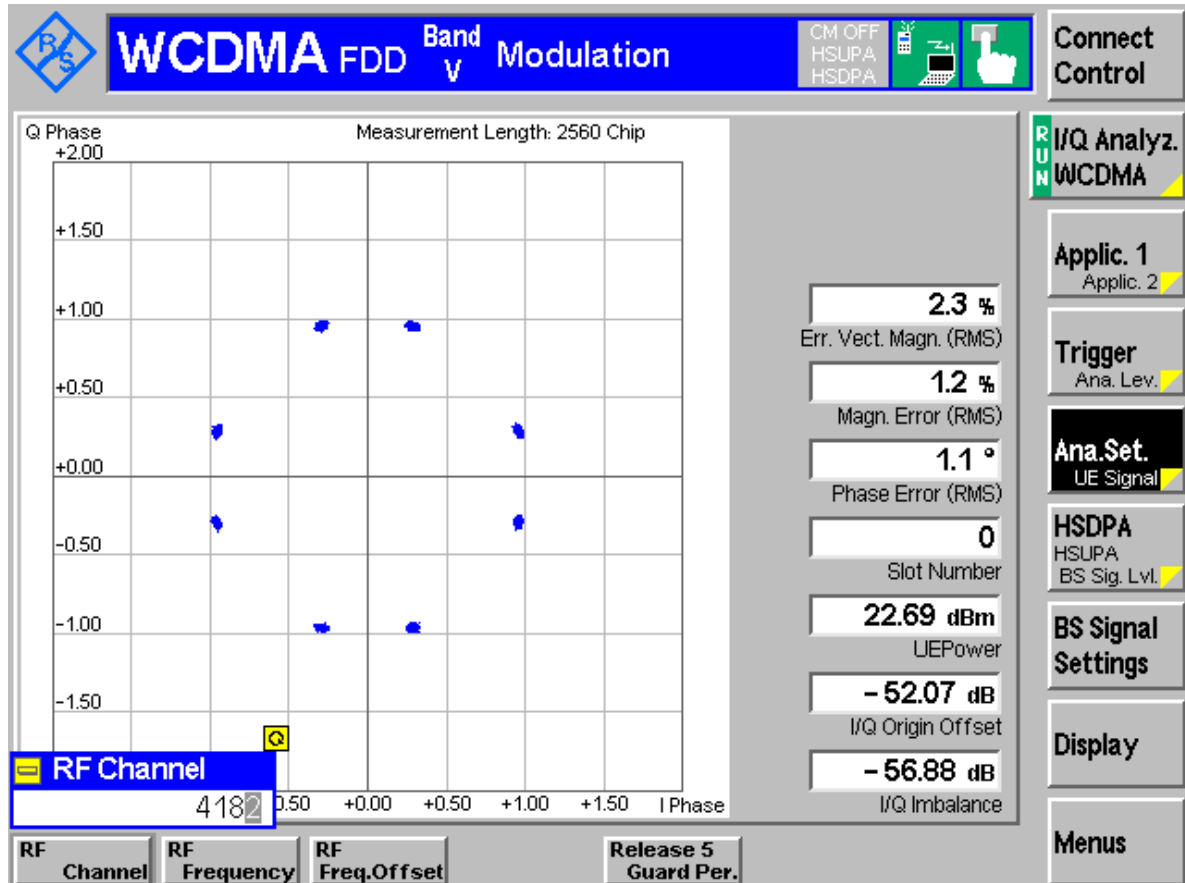 R&S
WCDMA FDD Band V Modulation
CM OFF
HSUPA
HSDPA
Connect
Control
Q Phase
Measurement Length: 2560 Chip
+2.00
+1.50
+1.00
+0.50
+0.00
-0.50
-1.00
-1.50
Q
0.50 +0.00 +0.50 +1.00 +1.50 I Phase
RF Channel
4182
2.3 %
Err. Vect. Magn. (RMS)
1.2 %
Magn. Error (RMS)
1.1 °
Phase Error (RMS)
0
Slot Number
22.69 dBm
UEPower
- 52.07 dB
I/Q Origin Offset
- 56.88 dB
I/Q Imbalance
RUN
I/Q Analyz.
WCDMA
Applic. 1
Applic. 2
Trigger
Ana. Lev.
Ana.Set.
UE Signal
HSDPA
HSUPA
BS Sig. Lvl.
BS Signal
Settings
Display
Menus
RF
Channel
RF
Frequency
RF
Freq.Offset
Release 5
Guard Per.